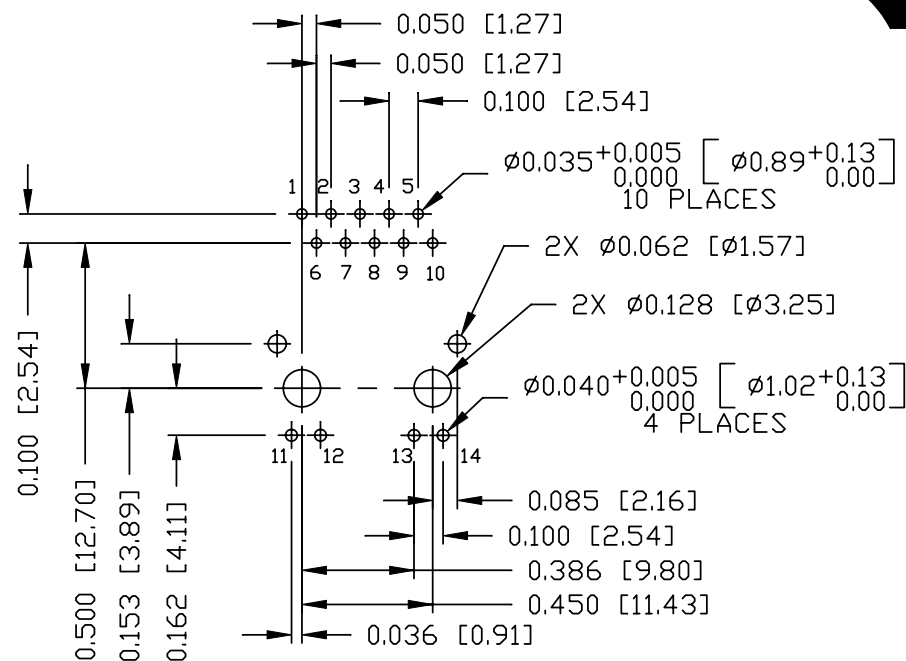 0.050 [1.27]
0.050 [1.27]
0.100 [2.54]
Ø0.035+0.005 0.000 [Ø0.89+0.13 0.00]
10 PLACES
1 2 3 4 5
6 7 8 9 10
2X Ø0.062 [Ø1.57]
2X Ø0.128 [Ø3.25]
Ø0.040+0.005 0.000 [Ø1.02+0.13 0.00]
4 PLACES
11 12 13 14
0.100 [2.54]
0.500 [12.70]
0.153 [3.89]
0.162 [4.11]
0.085 [2.16]
0.100 [2.54]
0.386 [9.80]
0.450 [11.43]
0.036 [0.91]